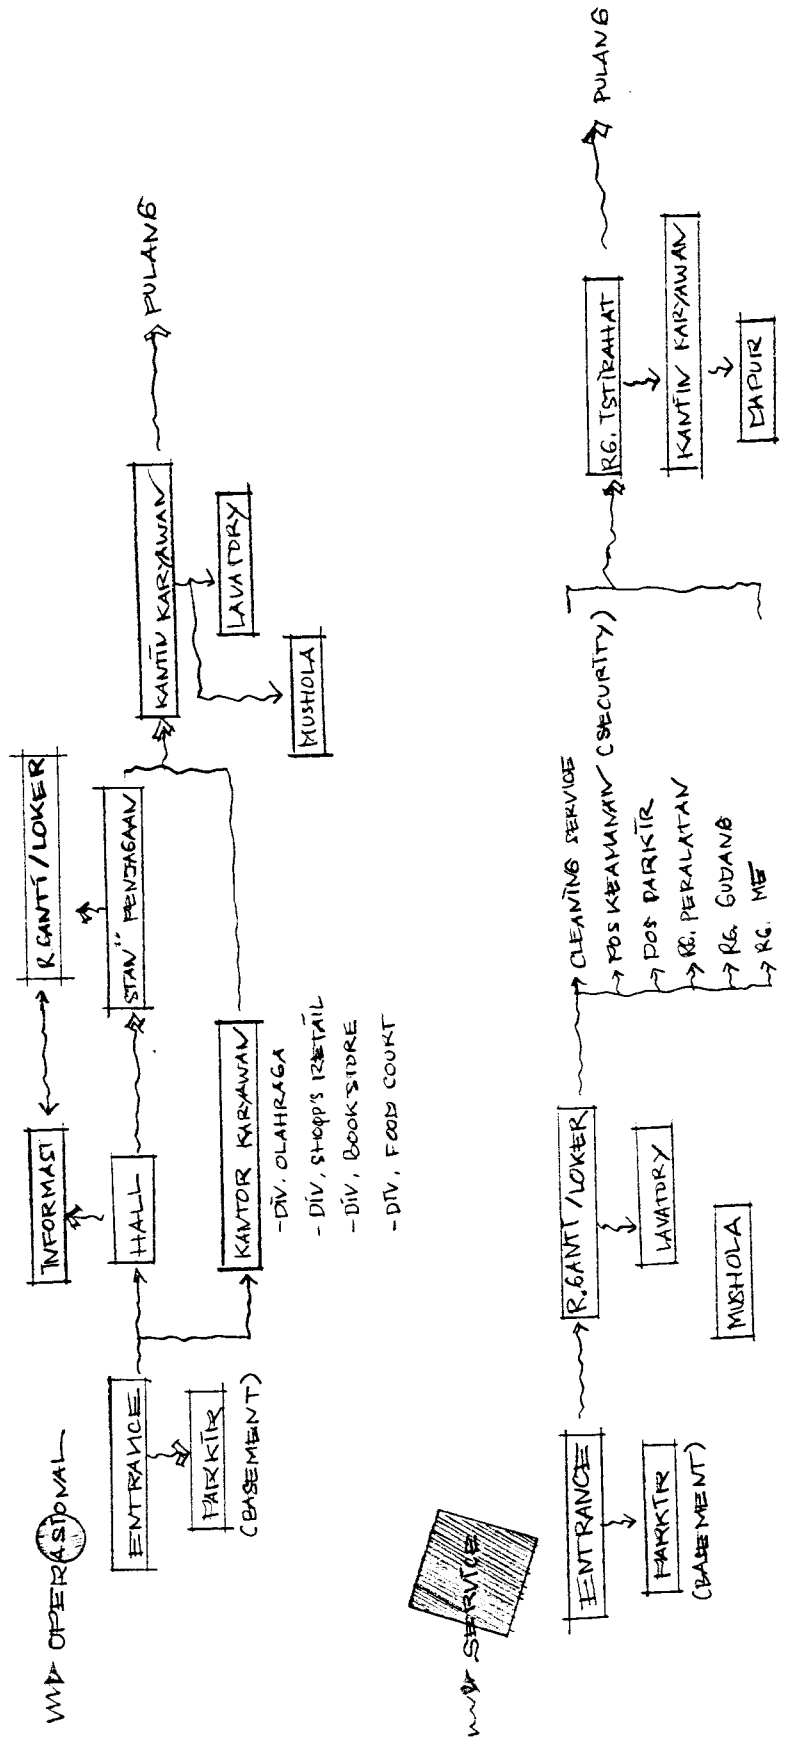 OPERASIONAL
INFORMASI
R.GANTI/LOKER
ENTRANCE
HALL
STAN" PENJAGAAN
KANTIN KARYAWAN
PULANG
PARKIR
(BASEMENT)
KANTOR KARYAWAN
- DIV. OLAHRAGA
- DIV. SHOPP'S RETAIL
- DIV. BOOKSTORE
- DIV. FOOD COURT
LAVATORY
MUSHOLA
SERVICE
ENTRANCE
PARKIR
(BASEMENT)
R.GANTI/LOKER
LAVATORY
MUSHOLA
CLEANING SERVICE
POS KEAMANAN (SECURITY)
POS PARKIR
RG. PERALATAN
RG. GUDANG
RG. ME
RG. ISTIRAHAT
KANTIN KARYAWAN
DAPUR
PULANG